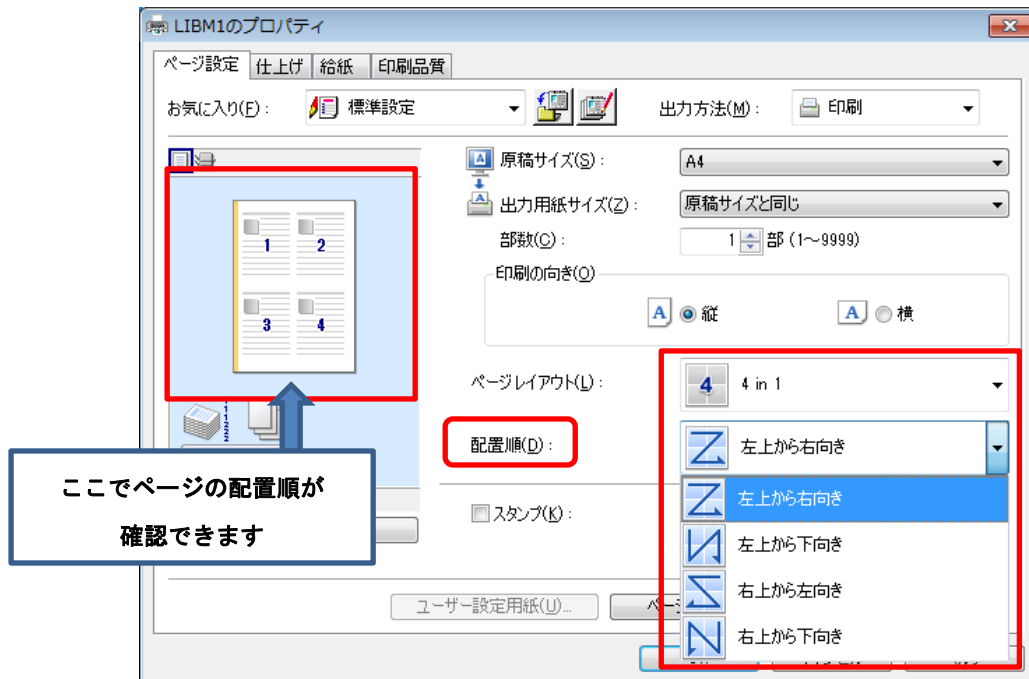 LIBM1のプロパティ
ページ設定 仕上げ 給紙 印刷品質
お気に入り(F): 標準設定 出力方法(M): 印刷
原稿サイズ(S): A4
出力用紙サイズ(Z): 原稿サイズと同じ
部数(C): 1 部 (1～9999)
印刷の向き(O)
A 縦 A 横
1 2
3 4
ページレイアウト(L): 4 4 in 1
配置順(D): 左上から右向き
左上から右向き
左上から下向き
右上から左向き
右上から下向き
ここでページの配置順が
確認できます
スタンプ(K):
ユーザー設定用紙(U)...